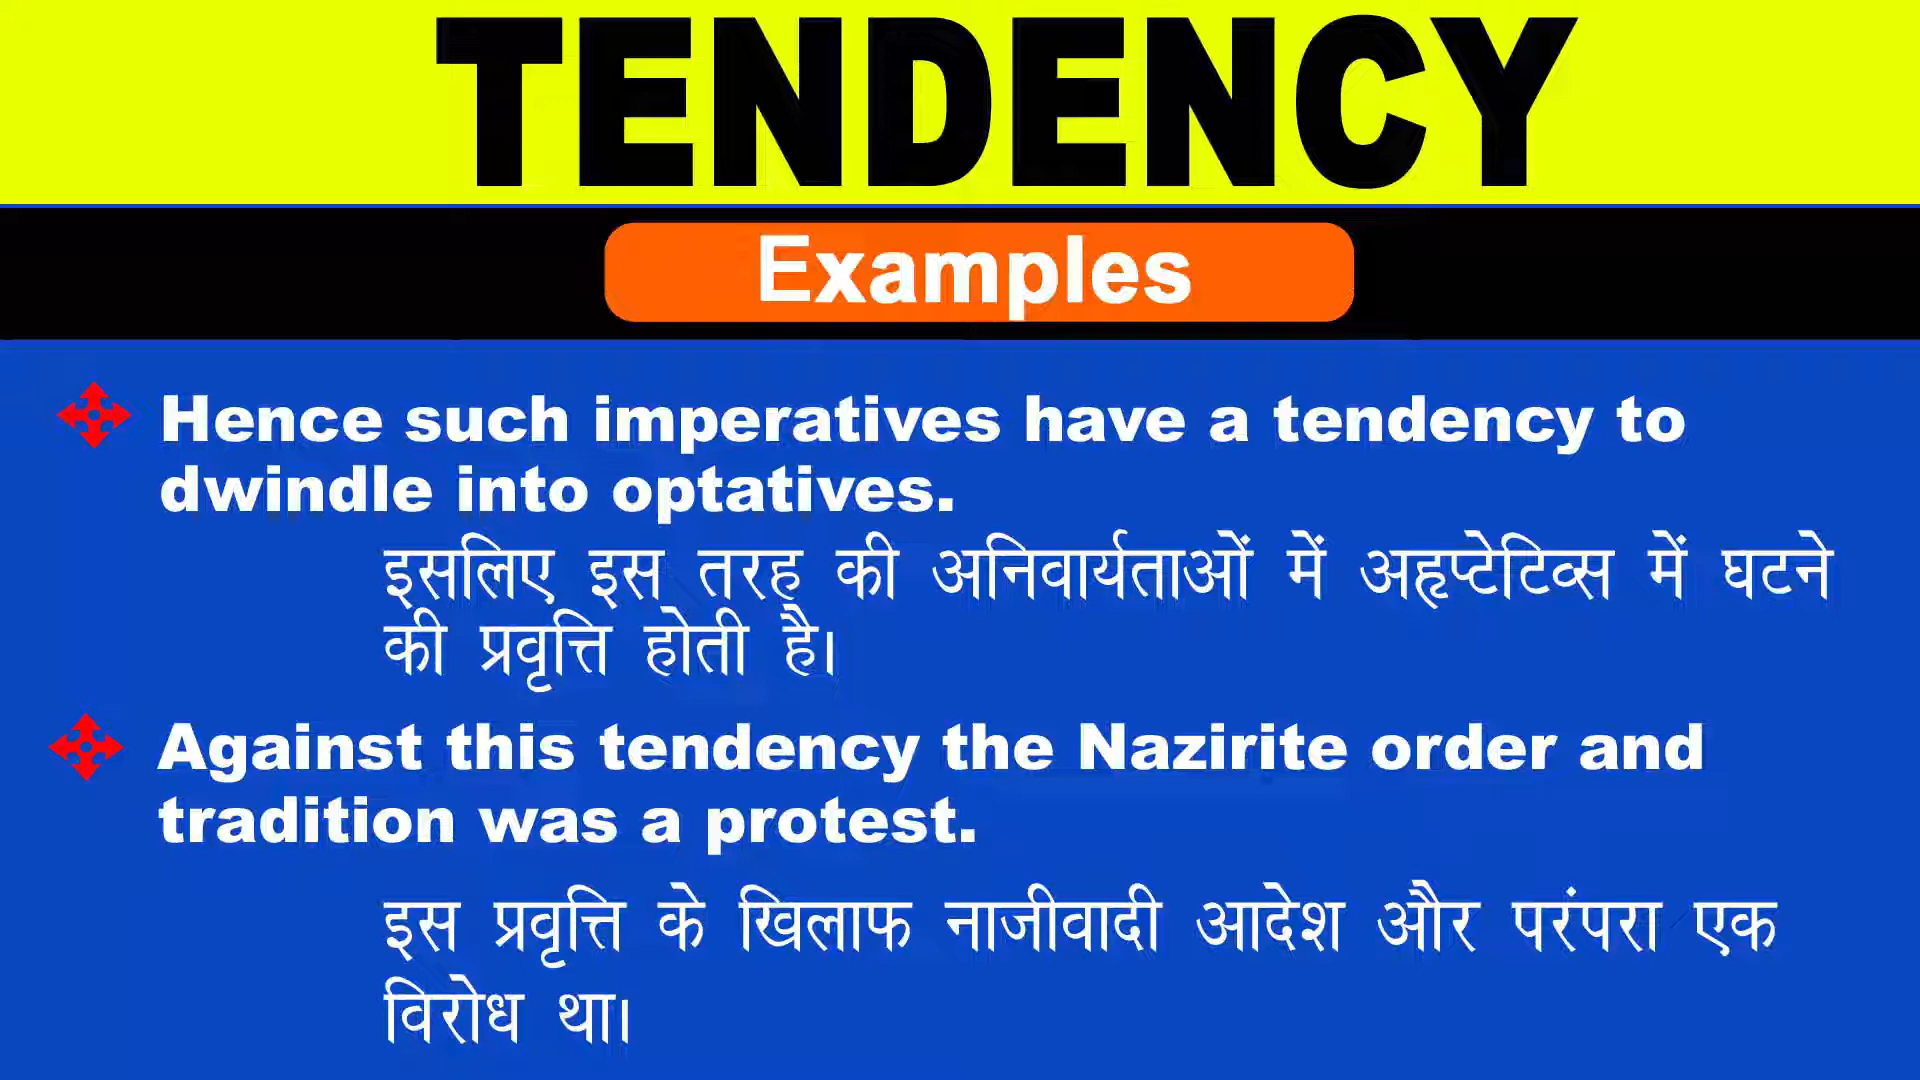 TENDENCY
Examples
Hence such imperatives have a tendency to
dwindle into optatives.
इसलिए इस तरह की अनिवार्यताओं में अहृप्टेटिव्स में घटने
की प्रवृत्ति होती है।
Against this tendency the Nazirite order and
tradition was a protest.
इस प्रवृत्ति के खिलाफ नाजीवादी आदेश और परंपरा एक
विरोध था।